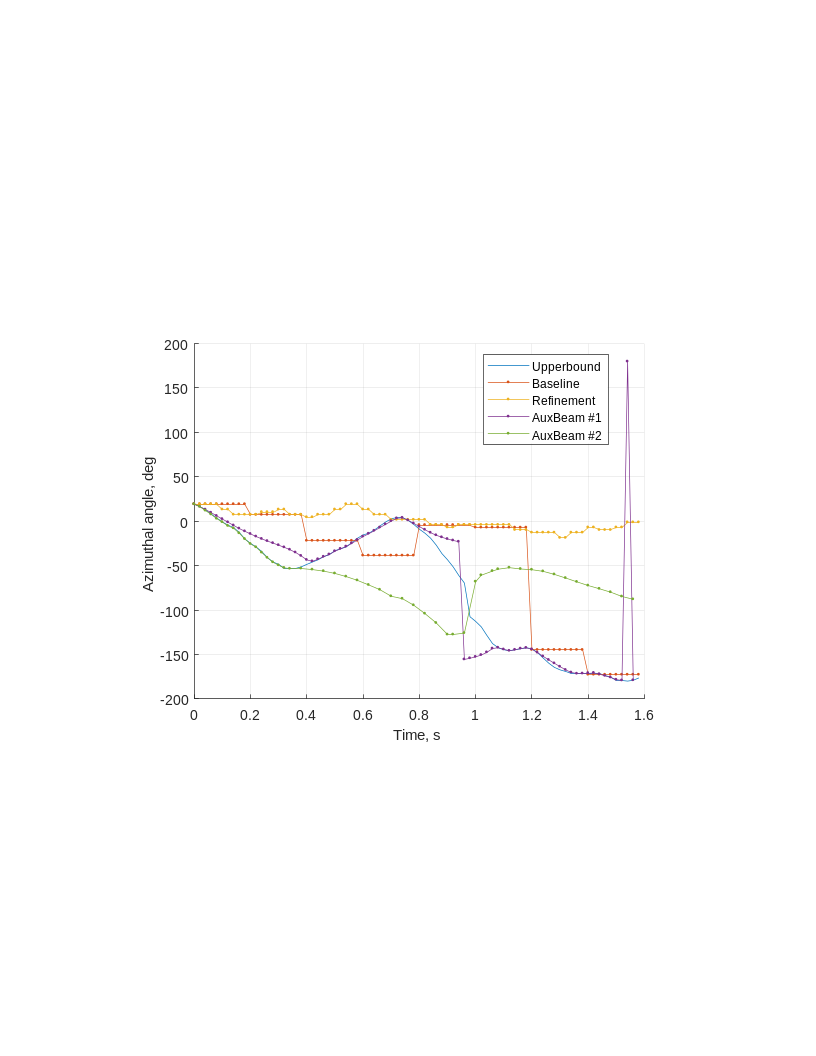 200
150
100
50
0
-50
-100
-150
-200
Azimuthal angle, deg
Upperbound
Baseline
Refinement
AuxBeam #1
AuxBeam #2
0 0.2 0.4 0.6 0.8 1 1.2 1.4 1.6
Time, s